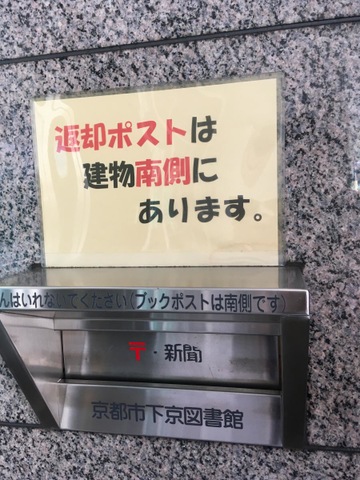 返却ポストは
建物南側に
あります。
んはいれないでください(ブックポストは南側です)
〒・新聞
京都市下京図書館